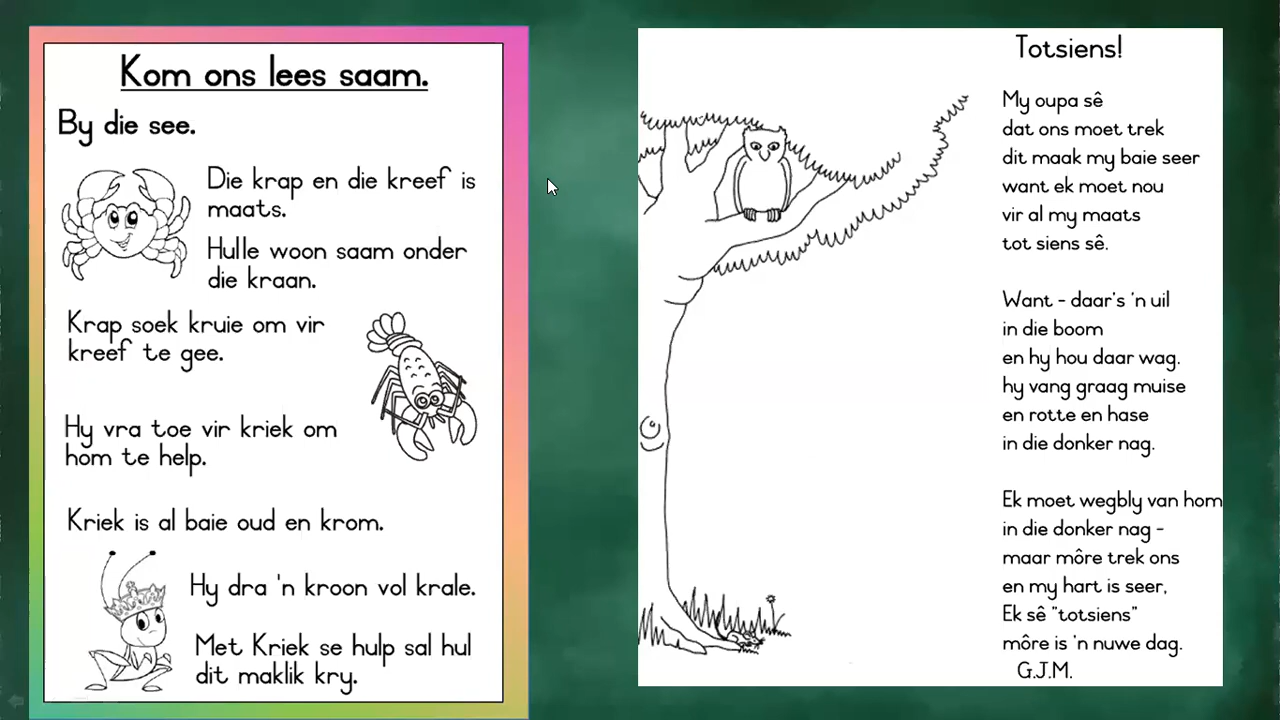 Kom ons lees saam.
By die see.
Die krap en die kreef is
maats.
Hulle woon saam onder
die kraan.
Krap soek kruie om vir
kreef te gee.
Hy vra toe vir kriek om
hom te help.
Kriek is al baie oud en krom.
Hy dra 'n kroon vol krale.
Met Kriek se hulp sal hul
dit maklik kry.
Totsiens!
My oupa sê
dat ons moet trek
dit maak my baie seer
want ek moet nou
vir al my maats
tot siens sê.
Want - daar's 'n uil
in die boom
en hy hou daar wag.
hy vang graag muise
en rotte en hase
in die donker nag.
Ek moet wegbly van hom
in die donker nag -
maar môre trek ons
en my hart is seer,
Ek sê "totsiens"
môre is 'n nuwe dag.
G.J.M.